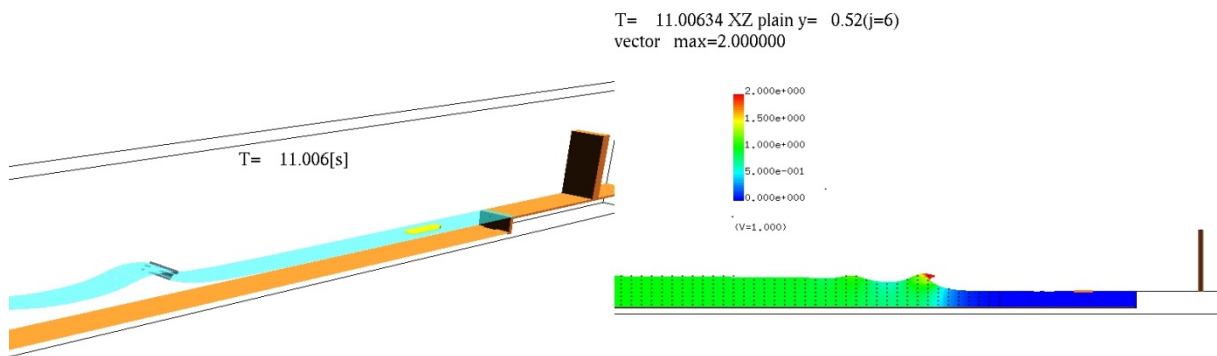 T= 11.00634 XZ plain y= 0.52(j=6)
vector max=2.000000
2.000e+000
1.500e+000
1.000e+000
5.000e-001
0.000e+000
(V=1.000)
T= 11.006[s]